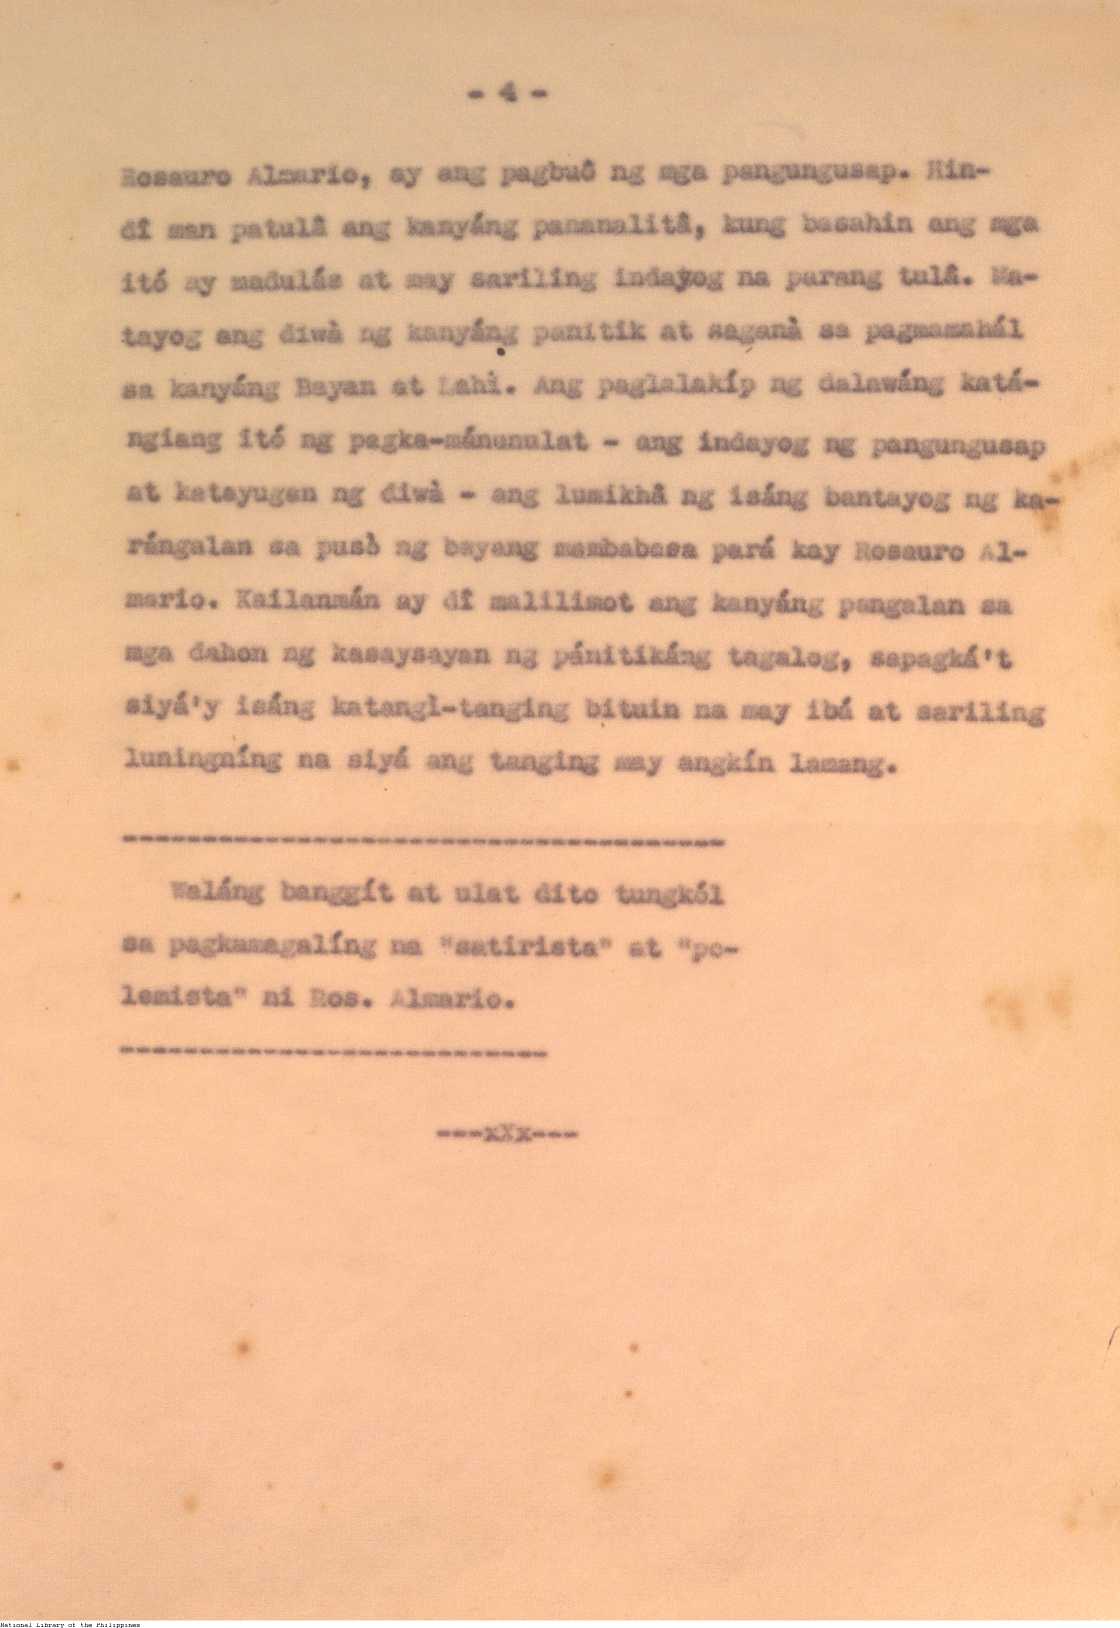 - 4 -
Rosauro Almario, ay ang pagbuô ng mga pangungusap. Hin-
dî man patulâ ang kanyáng pananalitâ, kung basahin ang mga
itó ay madulás at may sariling indayog na parang tulâ. Ma-
tayog ang diwà ng kanyáng panitik at saganà sa pagmamahál
sa kanyáng Bayan at Lahì. Ang paglalakíp ng dalawáng katá-
ngiang itó ng pagka-mánunulat - ang indayog ng pangungusap
at katayugan ng diwà - ang lumikhâ ng isáng bantayog ng ka-
rángalan sa pusò ng bayang mambabasa pará kay Rosauro Al-
mario. Kailanmán ay dî malilimot ang kanyáng pangalan sa
mga dahon ng kasaysayan ng pánitikáng tagalog, sapagká't
siyá'y isáng katangì-tanging bituin na may ibá at sariling
luningníng na siyá ang tanging may angkín lamang.
--------------------------------------
Waláng banggít at ulat dito tungkól
sa pagkamagalíng na "satirista" at "po-
lemista" ni Ros. Almario.
---------------------------
---xXx---
National Library of the Philippines